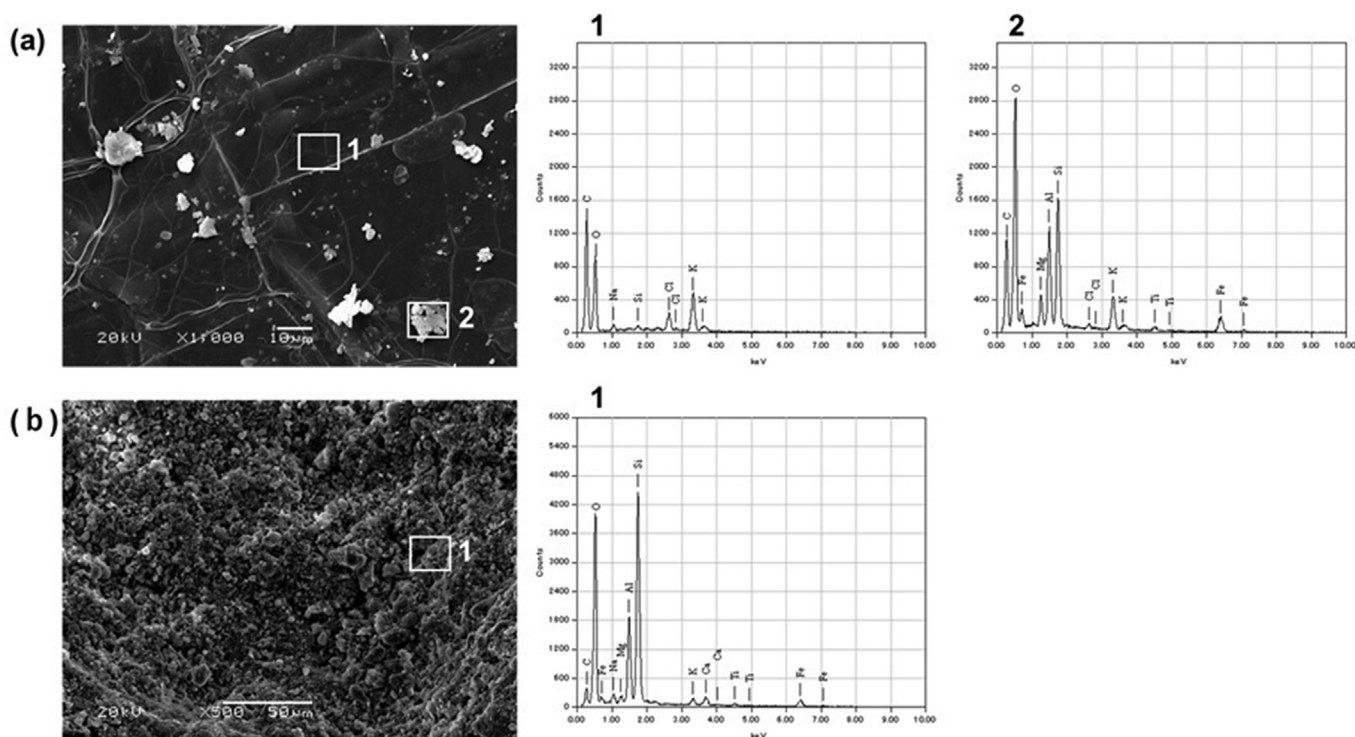 (a)
1
2
20kV X1,000 10μm
1
3200
2800
2400
2000
1600
1200
800
400
0
Counts
C
O
Na
Si
Cl
Cl
K
K
0.00 1.00 2.00 3.00 4.00 5.00 6.00 7.00 8.00 9.00 10.00
keV
2
3200
2800
2400
2000
1600
1200
800
400
0
Counts
C
O
Fe
Mg
Al
Si
Cl
Cl
K
K
Ti
Ti
Fe
Fe
0.00 1.00 2.00 3.00 4.00 5.00 6.00 7.00 8.00 9.00 10.00
keV
(b)
1
20kV X500 50μm
1
6000
5400
4800
4200
3600
3000
2400
1800
1200
600
0
Counts
C
O
Fe
Na
Mg
Al
Si
K
Ca
Ca
Ti
Ti
Fe
Fe
0.00 1.00 2.00 3.00 4.00 5.00 6.00 7.00 8.00 9.00 10.00
keV